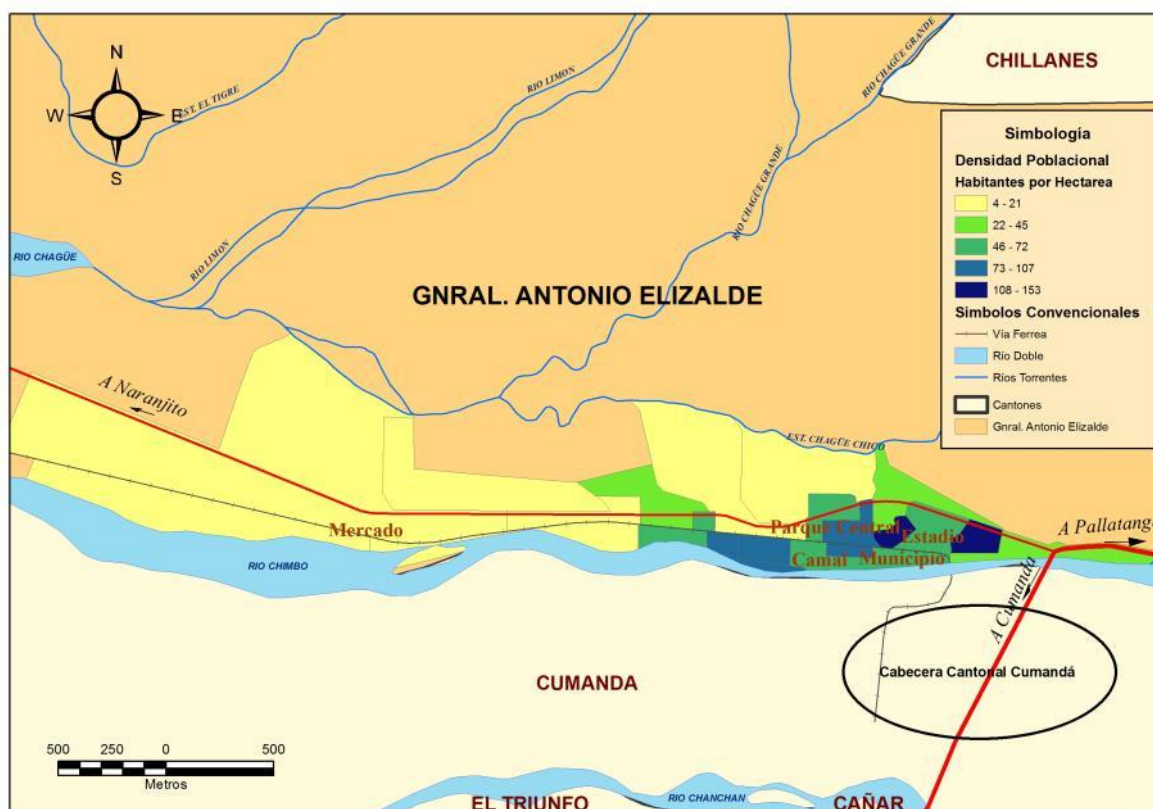 CHILLANES
N
W
E
S
EST. EL TIGRE
RIO LIMON
RIO CHAGÜE GRANDE
Simbología
Densidad Poblacional
Habitantes por Hectarea
4 - 21
22 - 45
46 - 72
73 - 107
108 - 153
Simbolos Convencionales
Vía Ferrea
Río Doble
Ríos Torrentes
Cantones
Gnral. Antonio Elizalde
RIO CHAGÜE GRANDE
RIO LIMON
RIO CHAGÜE
GNRAL. ANTONIO ELIZALDE
A Naranjito
EST. CHAGÜE CHICO
Mercado
Parque Central
Estadio
A Pallatanga
Camal
Municipio
RIO CHIMBO
A Cumanda
Cabecera Cantonal Cumandá
CUMANDA
500 250 0 500
Metros
RIO CHANCHAN
EL TRIUNFO
CAÑAR